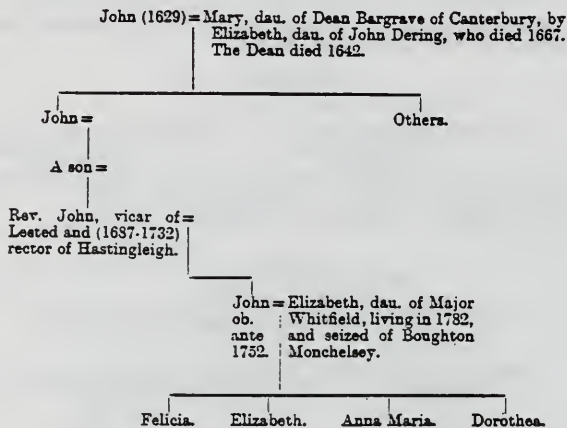 John (1629) = Mary, dau. of Dean Bargrave of Canterbury, by
Elizabeth, dau. of John Dering, who died 1667.
The Dean died 1642.
John =
Others.
A son =
Rev. John, vicar of =
Lested and (1687-1732)
rector of Hastingleigh.
John = Elizabeth, dau. of Major
ob. Whitfield, living in 1782,
ante and seized of Boughton
1752. Monchelsey.
Felicia. Elizabeth. Anna Maria. Dorothea.